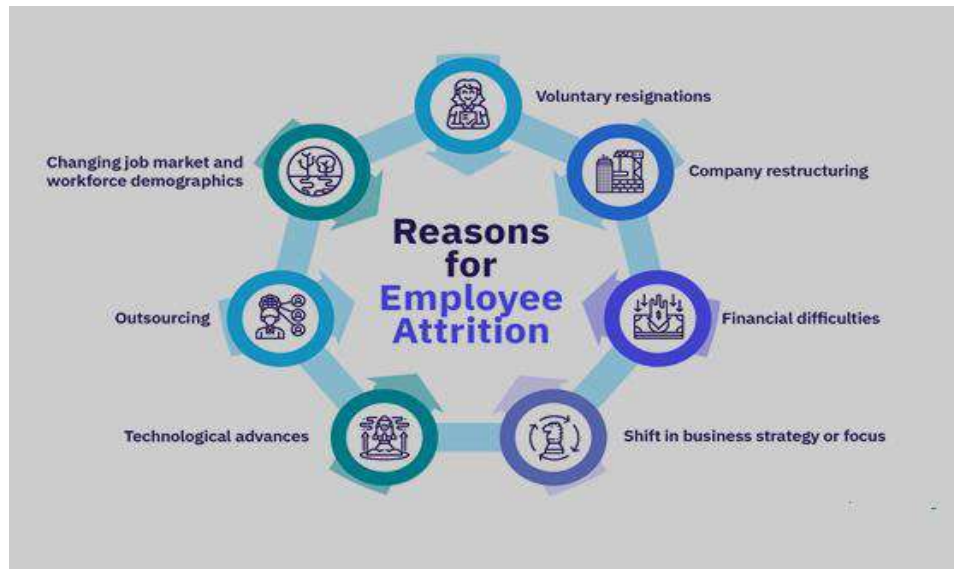 Reasons
for
Employee
Attrition
Voluntary resignations
Company restructuring
Financial difficulties
Shift in business strategy or focus
Technological advances
Outsourcing
Changing job market and
workforce demographics